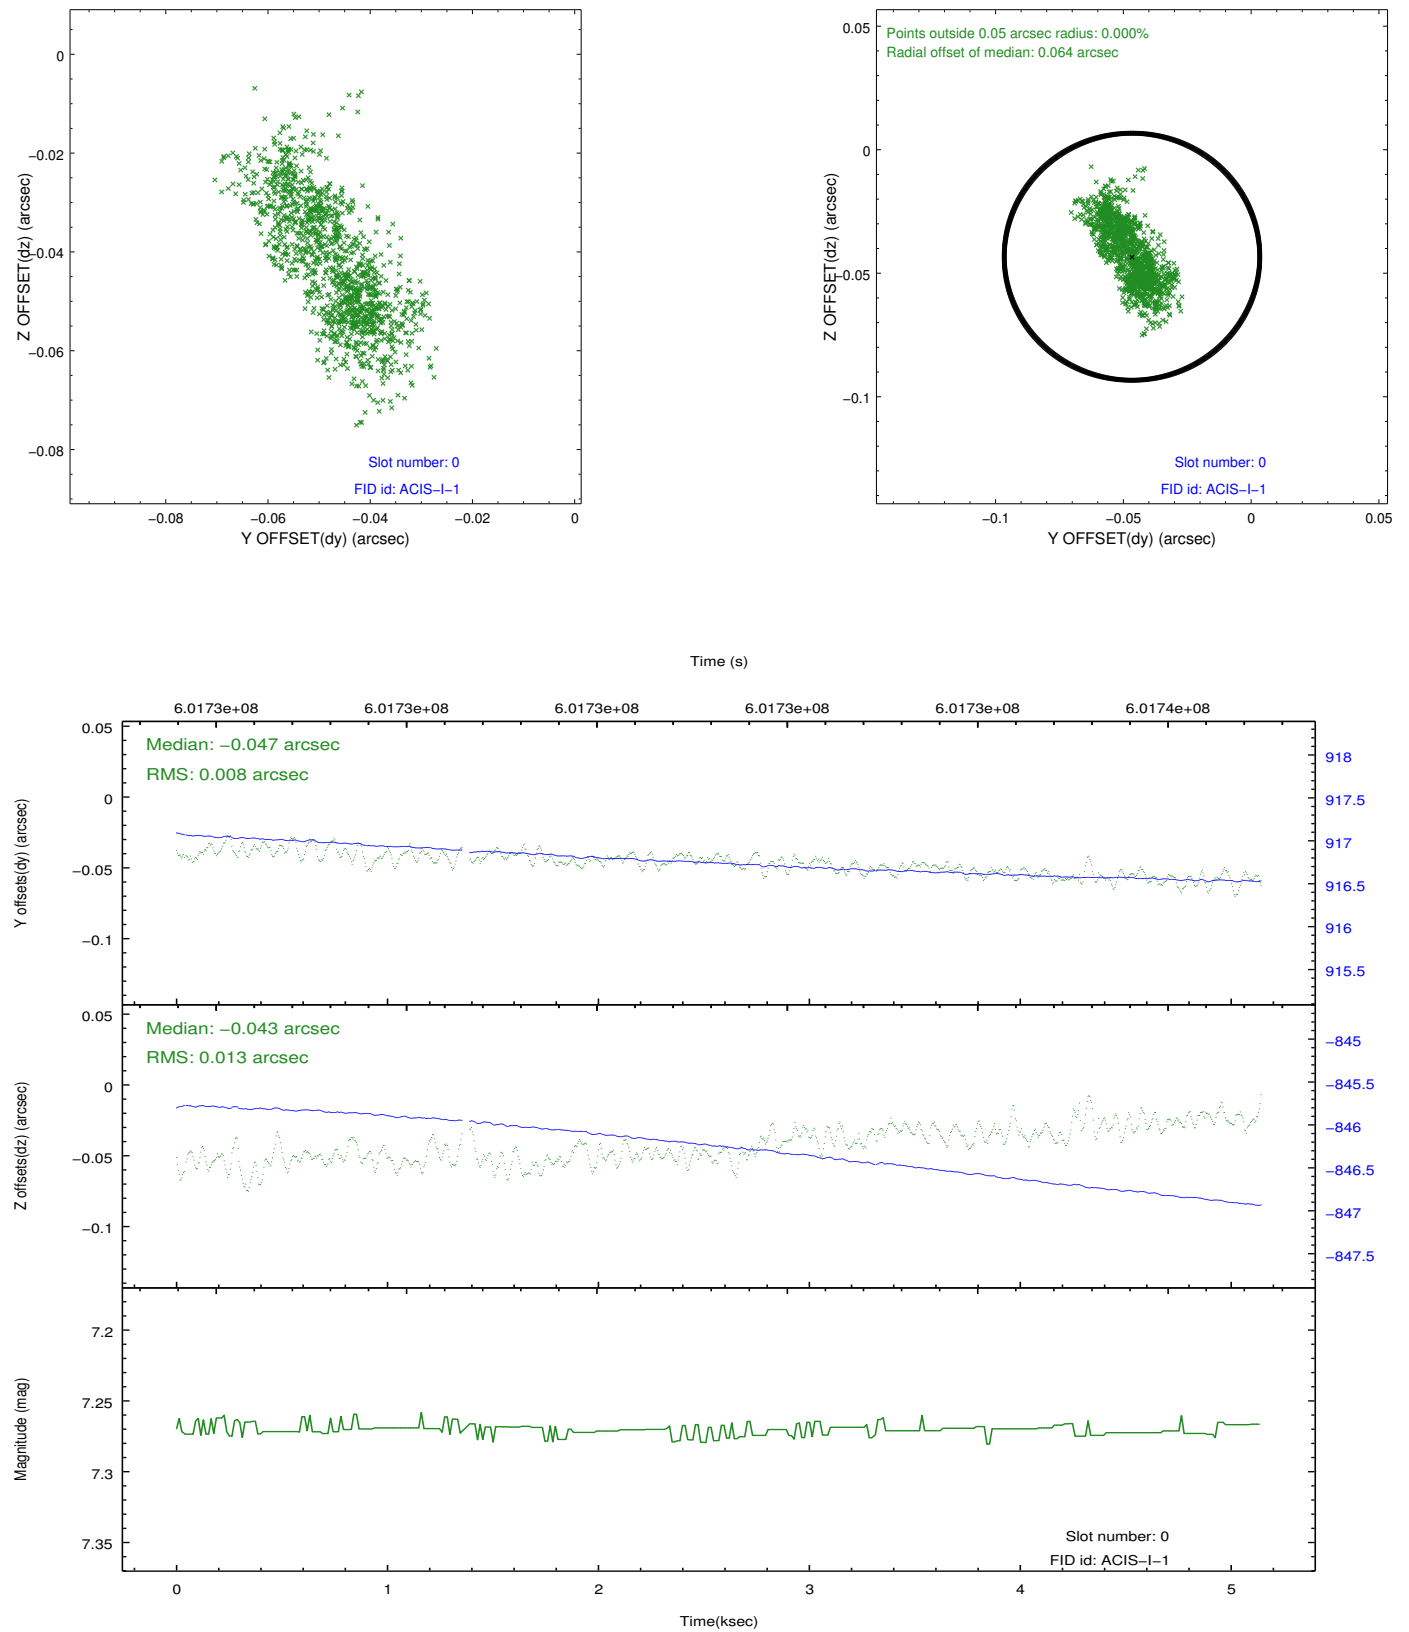 0
−0.02
−0.04
−0.06
−0.08
Z OFFSET(dz) (arcsec)
Slot number: 0
FID id: ACIS−I−1
−0.08 −0.06 −0.04 −0.02 0
Y OFFSET(dy) (arcsec)
Points outside 0.05 arcsec radius: 0.000%
Radial offset of median: 0.064 arcsec
0.05
0
−0.05
−0.1
Z OFFSET(dz) (arcsec)
Slot number: 0
FID id: ACIS−I−1
−0.1 −0.05 0 0.05
Y OFFSET(dy) (arcsec)
Time (s)
6.0173e+08 6.0173e+08 6.0173e+08 6.0173e+08 6.0173e+08 6.0174e+08
Median: −0.047 arcsec
RMS: 0.008 arcsec
0.05
0
−0.05
−0.1
Y offsets(dy) (arcsec)
918
917.5
917
916.5
916
915.5
Median: −0.043 arcsec
RMS: 0.013 arcsec
0.05
0
−0.05
−0.1
Z offsets(dz) (arcsec)
−845
−845.5
−846
−846.5
−847
−847.5
7.2
7.25
7.3
7.35
Magnitude (mag)
Slot number: 0
FID id: ACIS−I−1
0 1 2 3 4 5
Time(ksec)